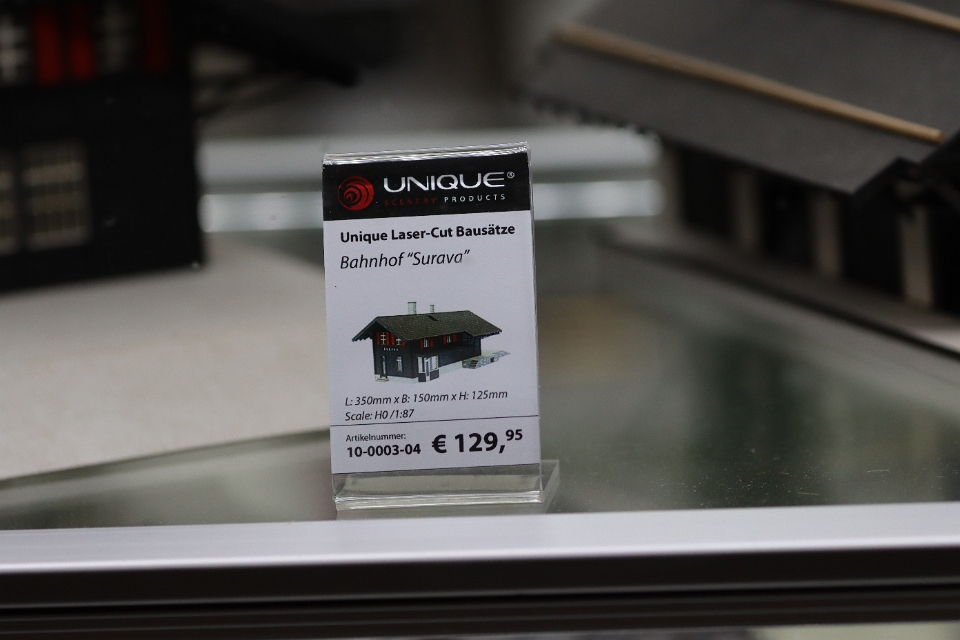 UNIQUE®
SCENERY PRODUCTS
Unique Laser-Cut Bausätze
Bahnhof "Surava"
L: 350mm x B: 150mm x H: 125mm
Scale: H0 /1:87
Artikelnummer:
10-0003-04 € 129,95